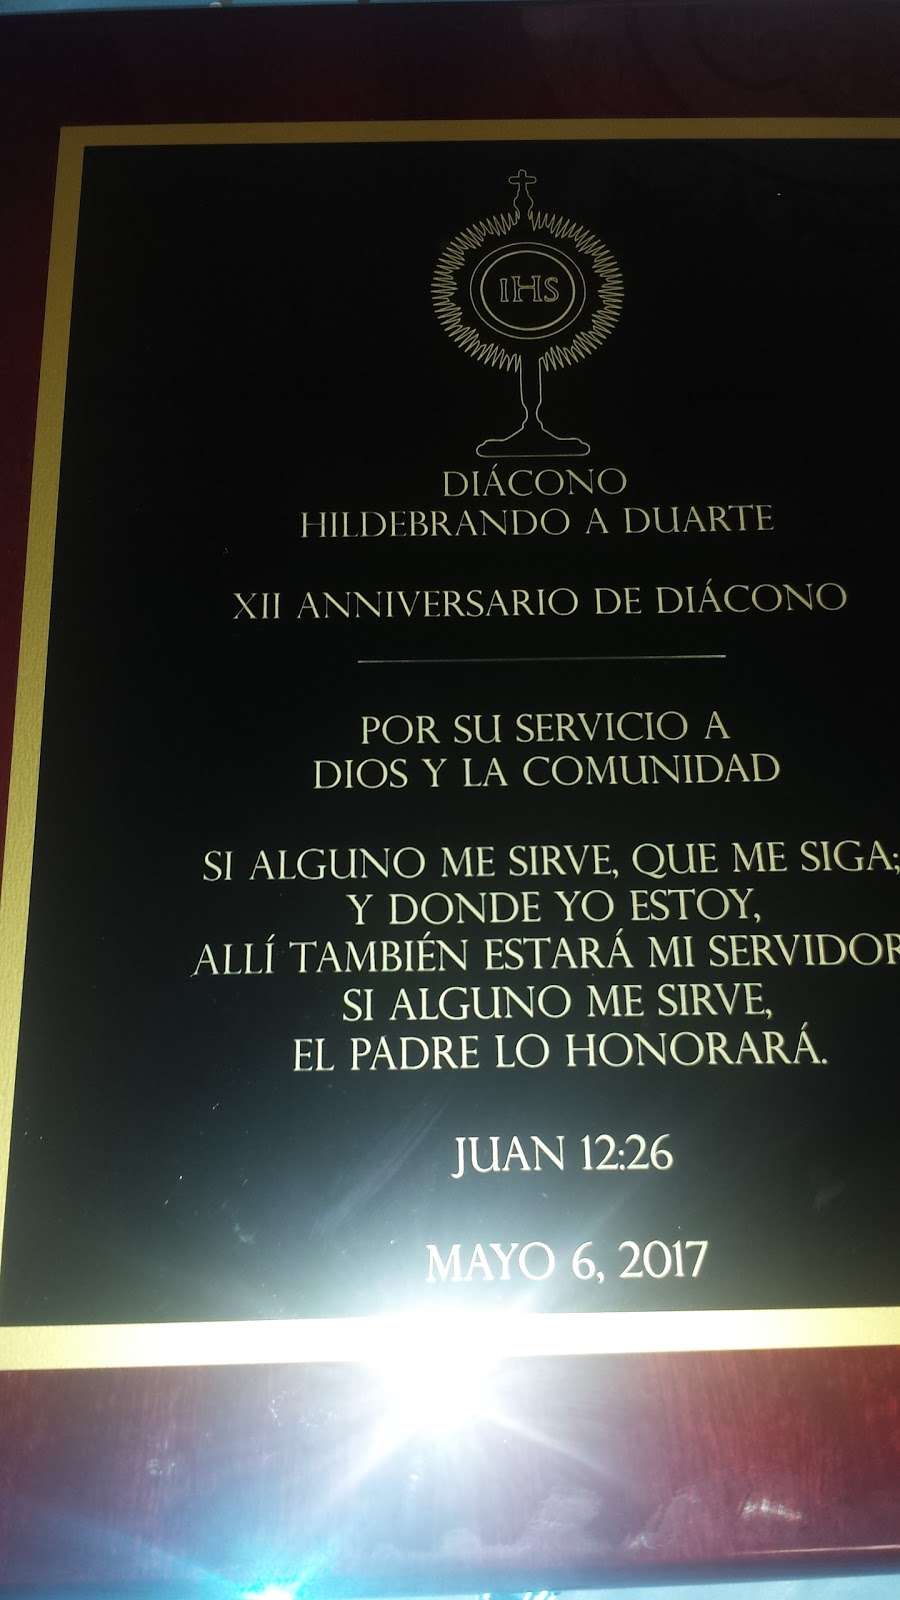 IHS
DIÁCONO
HILDEBRANDO A DUARTE
XII ANNIVERSARIO DE DIÁCONO
POR SU SERVICIO A
DIOS Y LA COMUNIDAD
SI ALGUNO ME SIRVE, QUE ME SIGA;
Y DONDE YO ESTOY,
ALLÍ TAMBIÉN ESTARÁ MI SERVIDOR
SI ALGUNO ME SIRVE,
EL PADRE LO HONORARÁ.
JUAN 12:26
MAYO 6, 2017